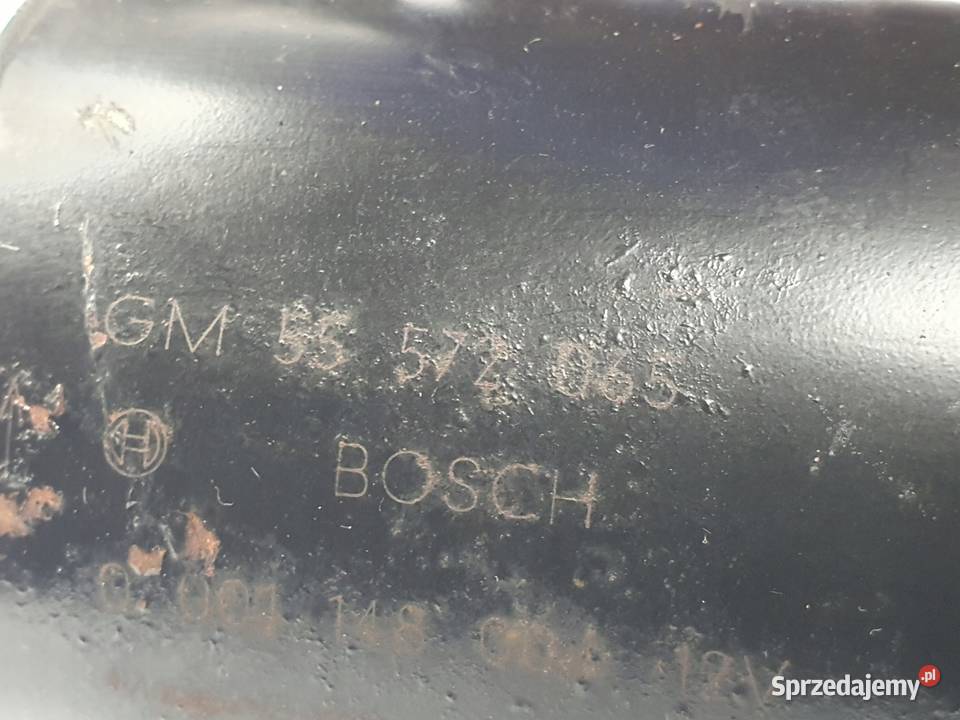 GM 55 572 065
BOSCH
0 001 148 004 12V
Sprzedajemy.pl